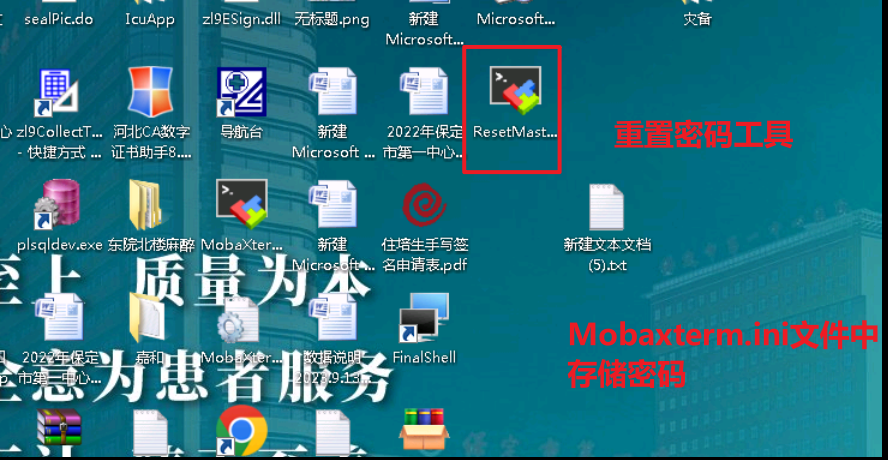 sealPic.do
IcuApp
zl9ESign.dll
无标题.png
新建
Microsoft...
Microsoft...
灾备
心
zl9CollectT...
- 快捷方式 ...
河北CA数字
证书助手8....
导航台
新建
Microsoft ...
2022年保定
市第一中心...
ResetMast...
重置密码工具
plsqldev.exe
东院北楼麻醉
MobaXter...
新建
Microsoft ...
住培生手写签
名申请表.pdf
新建文本文档
(5).txt
至上 质量为本
2022年保定
市第一中心...
嘉和
MobaXter...
数据说明
2023.9.13...
FinalShell
Mobaxterm.ini文件中
存储密码
全意为患者服务